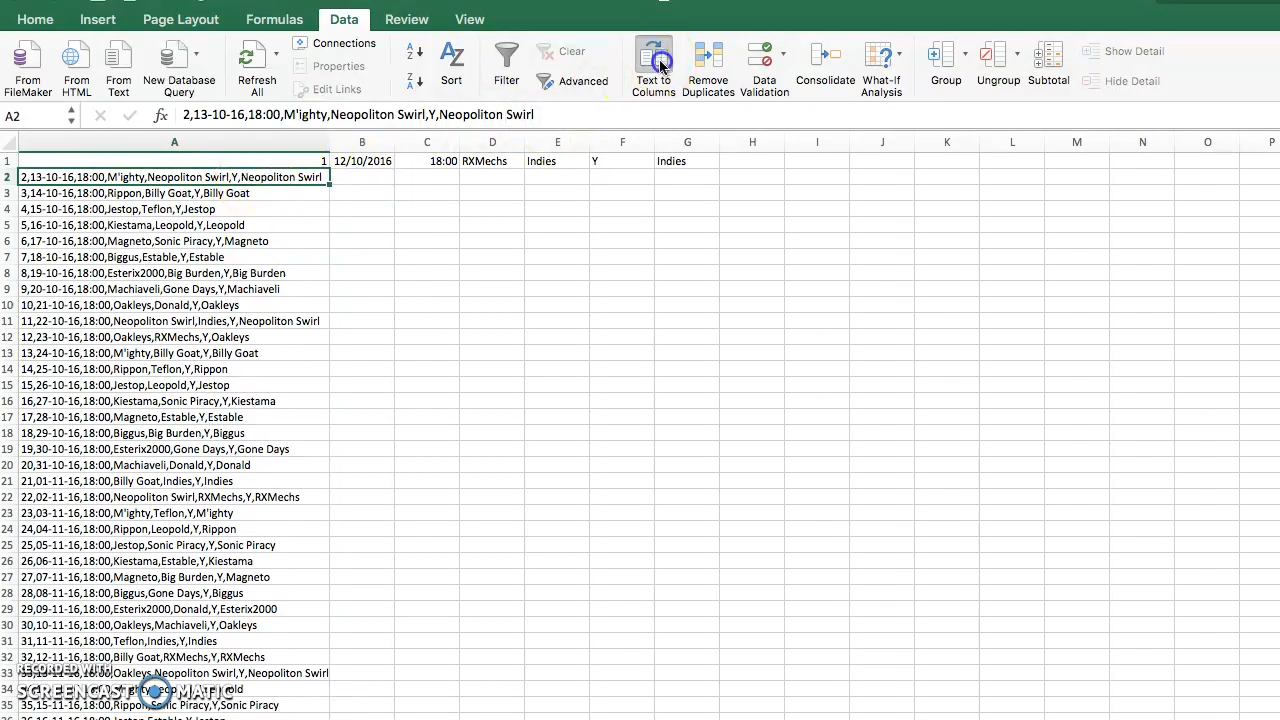 Home Insert Page Layout Formulas Data Review View
From FileMaker From HTML From Text New Database Query Refresh All Connections Properties Edit Links Sort Filter Clear Advanced Text to Columns Remove Duplicates Data Validation Consolidate What-If Analysis Group Ungroup Subtotal Show Detail Hide Detail
A2 fx 2,13-10-16,18:00,M'ighty,Neopoliton Swirl,Y,Neopoliton Swirl
A B C D E F G H I J K L M N O P
1 1 12/10/2016 18:00 RXMechs Indies Y Indies
2 2,13-10-16,18:00,M'ighty,Neopoliton Swirl,Y,Neopoliton Swirl
3 3,14-10-16,18:00,Rippon,Billy Goat,Y,Billy Goat
4 4,15-10-16,18:00,Jestop,Teflon,Y,Jestop
5 5,16-10-16,18:00,Kiestama,Leopold,Y,Leopold
6 6,17-10-16,18:00,Magneto,Sonic Piracy,Y,Magneto
7 7,18-10-16,18:00,Biggus,Estable,Y,Estable
8 8,19-10-16,18:00,Esterix2000,Big Burden,Y,Big Burden
9 9,20-10-16,18:00,Machiaveli,Gone Days,Y,Machiaveli
10 10,21-10-16,18:00,Oakleys,Donald,Y,Oakleys
11 11,22-10-16,18:00,Neopoliton Swirl,Indies,Y,Neopoliton Swirl
12 12,23-10-16,18:00,Oakleys,RXMechs,Y,Oakleys
13 13,24-10-16,18:00,M'ighty,Billy Goat,Y,Billy Goat
14 14,25-10-16,18:00,Rippon,Teflon,Y,Rippon
15 15,26-10-16,18:00,Jestop,Leopold,Y,Jestop
16 16,27-10-16,18:00,Kiestama,Sonic Piracy,Y,Kiestama
17 17,28-10-16,18:00,Magneto,Estable,Y,Estable
18 18,29-10-16,18:00,Biggus,Big Burden,Y,Biggus
19 19,30-10-16,18:00,Esterix2000,Gone Days,Y,Gone Days
20 20,31-10-16,18:00,Machiaveli,Donald,Y,Donald
21 21,01-11-16,18:00,Billy Goat,Indies,Y,Indies
22 22,02-11-16,18:00,Neopoliton Swirl,RXMechs,Y,RXMechs
23 23,03-11-16,18:00,M'ighty,Teflon,Y,M'ighty
24 24,04-11-16,18:00,Rippon,Leopold,Y,Rippon
25 25,05-11-16,18:00,Jestop,Sonic Piracy,Y,Sonic Piracy
26 26,06-11-16,18:00,Kiestama,Estable,Y,Kiestama
27 27,07-11-16,18:00,Magneto,Big Burden,Y,Magneto
28 28,08-11-16,18:00,Biggus,Gone Days,Y,Biggus
29 29,09-11-16,18:00,Esterix2000,Donald,Y,Esterix2000
30 30,10-11-16,18:00,Oakleys,Machiaveli,Y,Oakleys
31 31,11-11-16,18:00,Teflon,Indies,Y,Indies
32 32,12-11-16,18:00,Billy Goat,RXMechs,Y,RXMechs
RECORDED WITH
33 Oakleys,Neopoliton Swirl,Y,Neopoliton Swirl
34
SCREENCAST MATIC
35 35,15-11-16,18:00,Rippon,Sonic Piracy,Y,Sonic Piracy